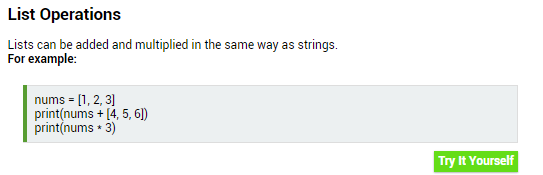 List Operations
Lists can be added and multiplied in the same way as strings.
For example:
nums = [1, 2, 3]
print(nums + [4, 5, 6])
print(nums * 3)
Try It Yourself